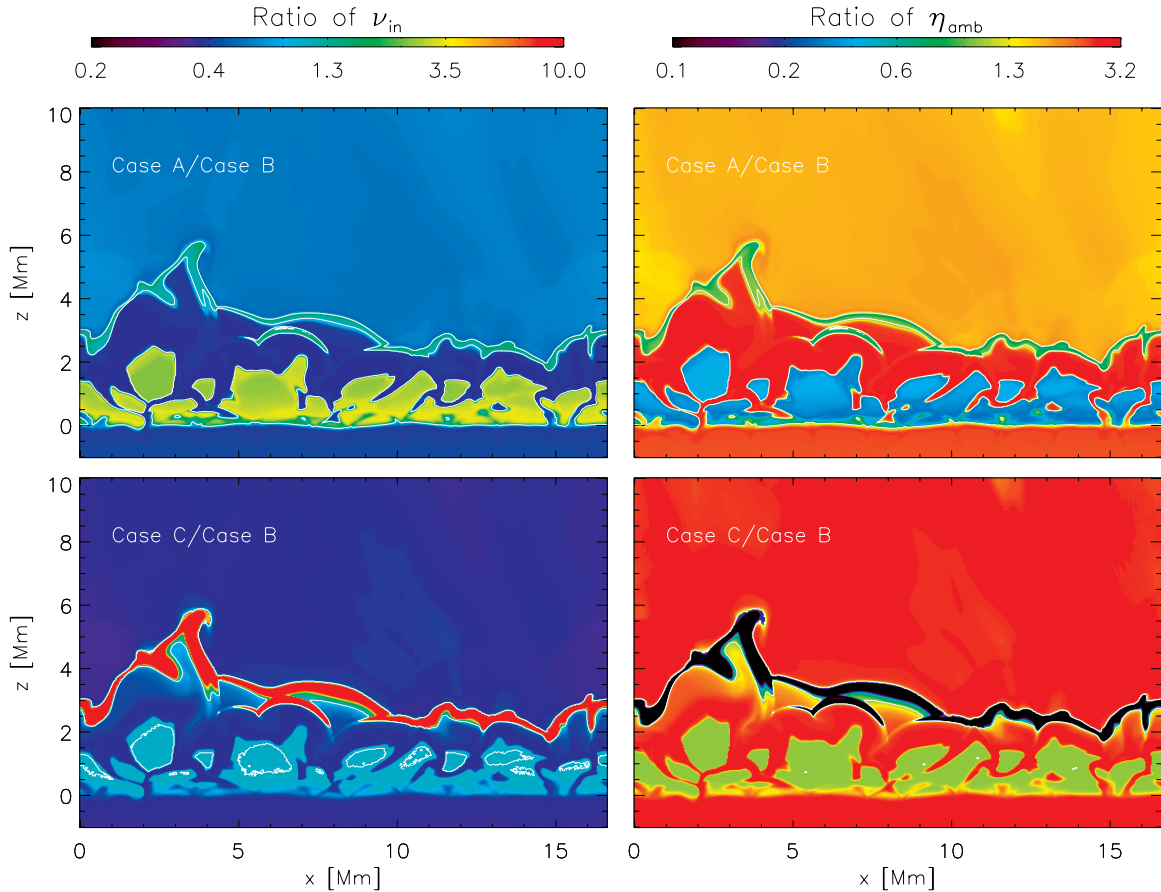 Ratio of ν_in
Ratio of η_amb
0.2 0.4 1.3 3.5 10.0
0.1 0.2 0.6 1.3 3.2
10
8
6
4
2
0
z [Mm]
Case A/Case B
Case A/Case B
10
8
6
4
2
0
z [Mm]
Case C/Case B
Case C/Case B
0 5 10 15
0 5 10 15
x [Mm]
x [Mm]